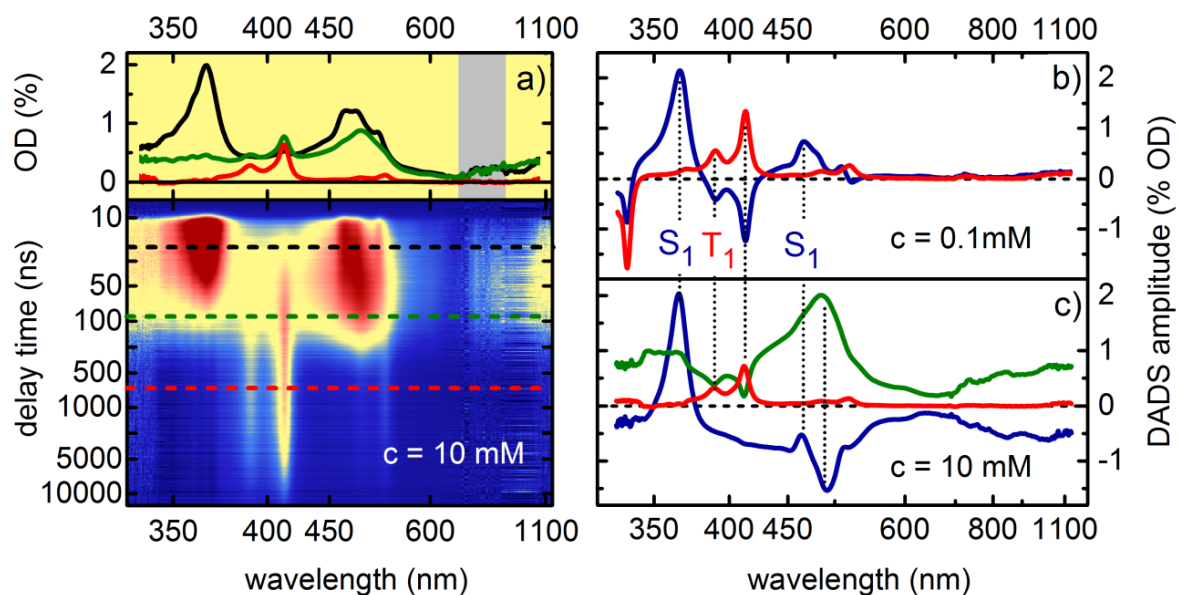 350 400 450 600 1100
2
1
0
OD (%)
a)
10
50
100
500
1000
5000
10000
delay time (ns)
c = 10 mM
350 400 450 600 1100
wavelength (nm)
350 400 450 600 800 1100
b)
2
1
0
-1
S1 T1 S1
c = 0.1mM
c)
2
1
0
-1
c = 10 mM
DADS amplitude (% OD)
350 400 450 600 800 1100
wavelength (nm)